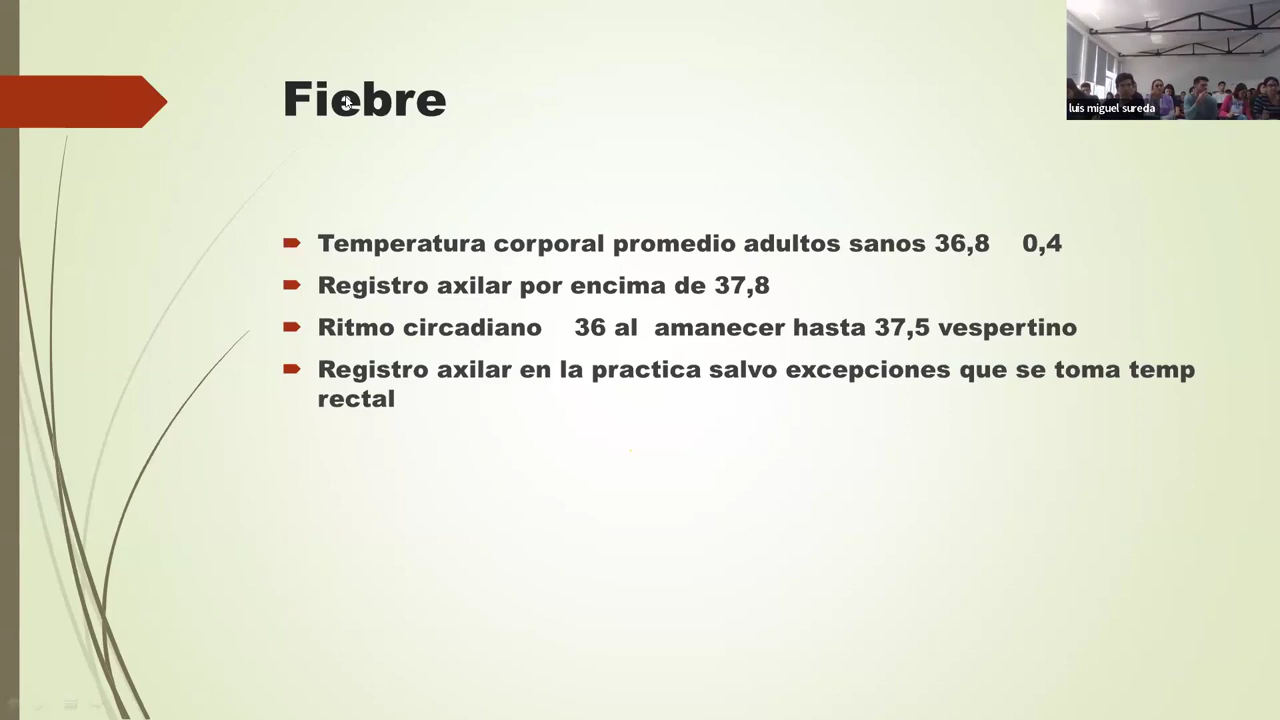 Fiebre
luis miguel sureda
Temperatura corporal promedio adultos sanos 36,8 0,4
Registro axilar por encima de 37,8
Ritmo circadiano 36 al amanecer hasta 37,5 vespertino
Registro axilar en la practica salvo excepciones que se toma temp
rectal